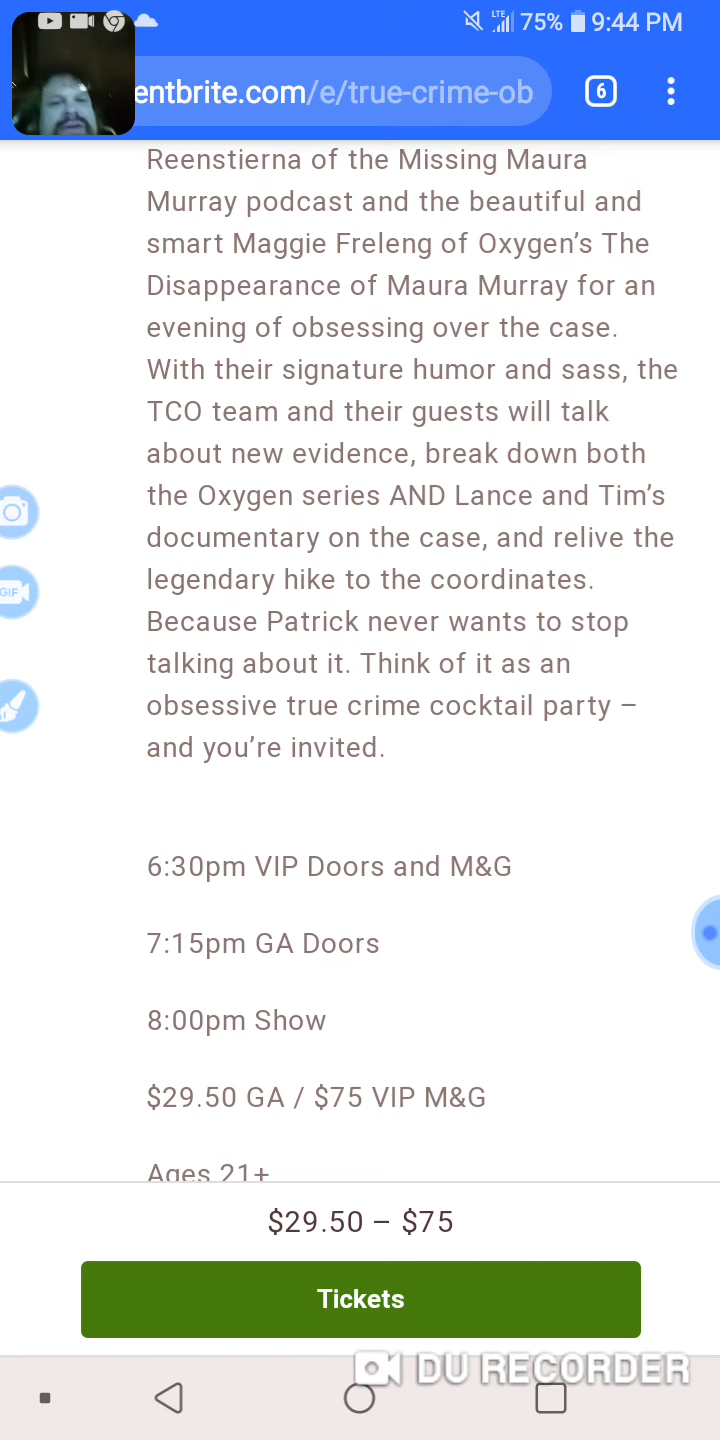 LTE 75% 9:44 PM
entbrite.com/e/true-crime-ob
6
Reenstierna of the Missing Maura
Murray podcast and the beautiful and
smart Maggie Freleng of Oxygen’s The
Disappearance of Maura Murray for an
evening of obsessing over the case.
With their signature humor and sass, the
TCO team and their guests will talk
about new evidence, break down both
the Oxygen series AND Lance and Tim’s
documentary on the case, and relive the
legendary hike to the coordinates.
Because Patrick never wants to stop
talking about it. Think of it as an
obsessive true crime cocktail party –
and you’re invited.
GIF
6:30pm VIP Doors and M&G
7:15pm GA Doors
8:00pm Show
$29.50 GA / $75 VIP M&G
Ages 21+
$29.50 – $75
Tickets
DU RECORDER